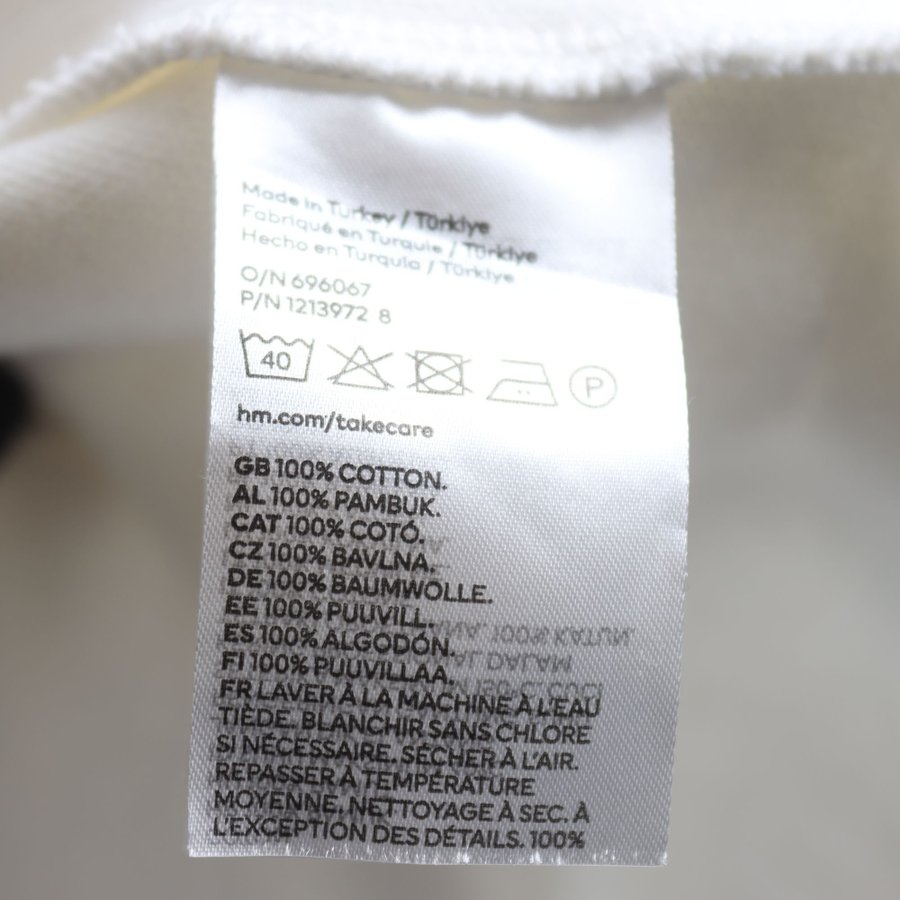 Made in Turkey / Türkiye
Fabriqué en Turquie / Türkiye
Hecho en Turquía / Türkiye
O/N 696067
P/N 1213972 8
40
P
hm.com/takecare
GB 100% COTTON.
AL 100% PAMBUK.
CAT 100% COTÓ.
CZ 100% BAVLNA.
DE 100% BAUMWOLLE.
EE 100% PUUVILL.
ES 100% ALGODÓN.
FI 100% PUUVILLAA.
FR LAVER À LA MACHINE À L'EAU
TIÈDE. BLANCHIR SANS CHLORE
SI NÉCESSAIRE. SÉCHER À L'AIR.
REPASSER À TEMPÉRATURE
MOYENNE. NETTOYAGE À SEC. À
L'EXCEPTION DES DÉTAILS. 100%